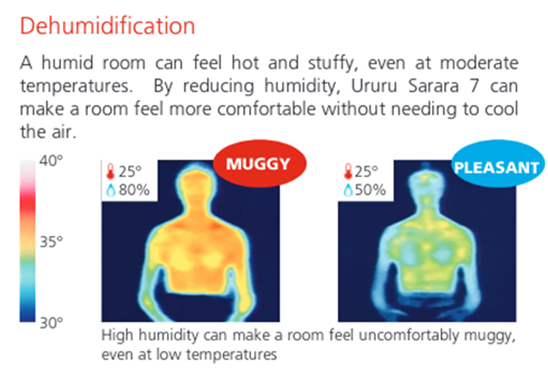 Dehumidification
A humid room can feel hot and stuffy, even at moderate
temperatures. By reducing humidity, Ururu Sarara 7 can
make a room feel more comfortable without needing to cool
the air.
40°
35°
30°
25°
80%
MUGGY
25°
50%
PLEASANT
High humidity can make a room feel uncomfortably muggy,
even at low temperatures